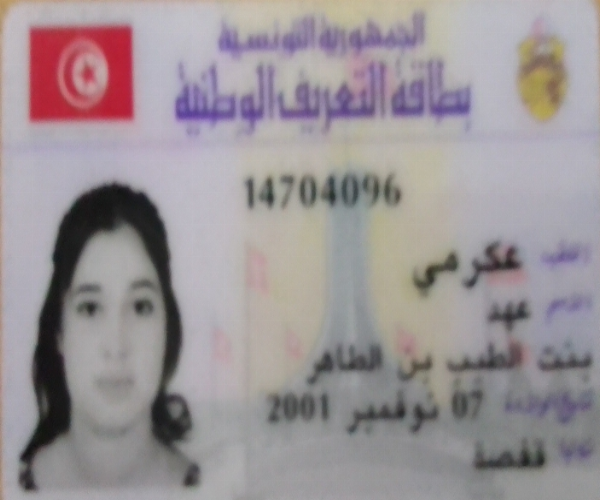 الجمهورية التونسية
بطاقة التعريف الوطنية
14704096
اللقب عكرمي
الاسم عهد
بنت الطيب بن الطاهر
تاريخ الولادة 07 نوفمبر 2001
مكانها قفصة